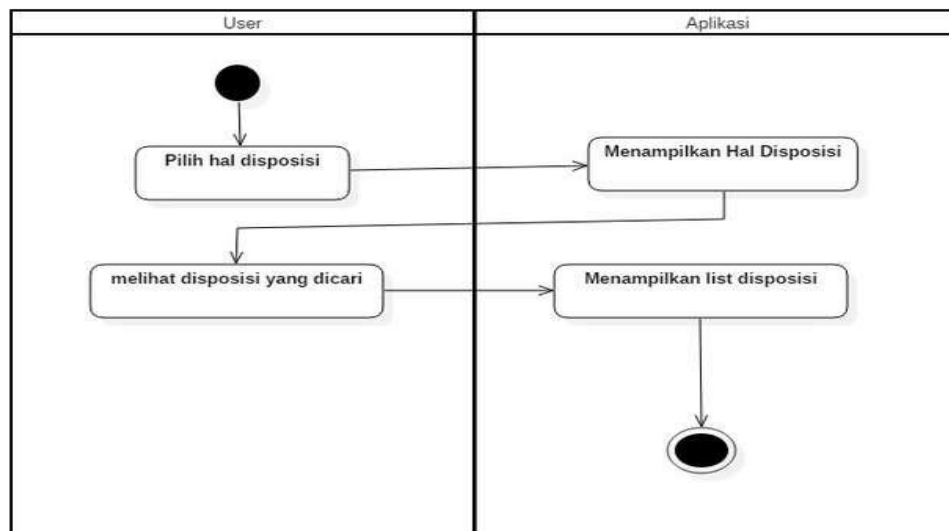 User
Aplikasi
Pilih hal disposisi
Menampilkan Hal Disposisi
melihat disposisi yang dicari
Menampilkan list disposisi